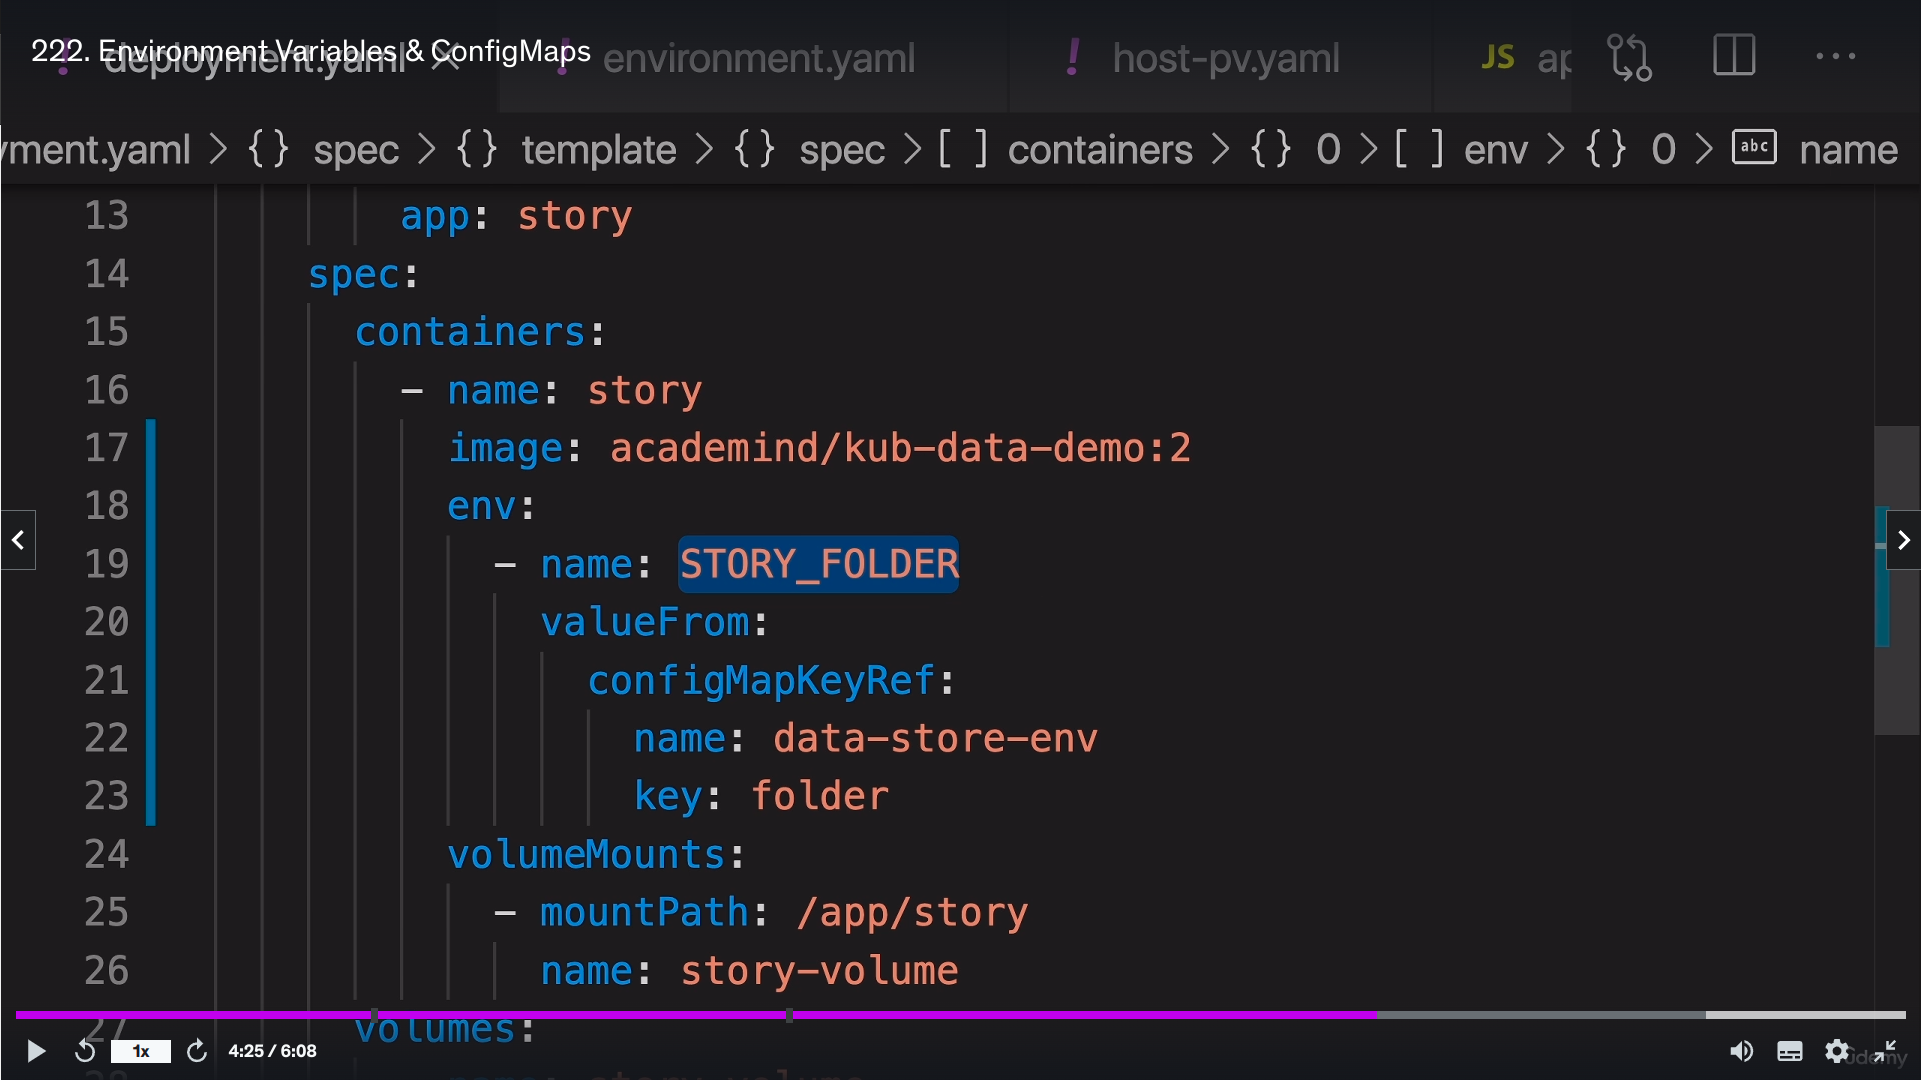 222. Environment Variables & ConfigMaps
deployment.yaml
environment.yaml
host-pv.yaml
JS ap
yment.yaml > {} spec > {} template > {} spec > [ ] containers > {} 0 > [ ] env > {} 0 > abc name
13 app: story
14 spec:
15 containers:
16 - name: story
17 image: academind/kub-data-demo:2
18 env:
19 - name: STORY_FOLDER
20 valueFrom:
21 configMapKeyRef:
22 name: data-store-env
23 key: folder
24 volumeMounts:
25 - mountPath: /app/story
26 name: story-volume
27 volumes:
1x
4:25 / 6:08
udemy